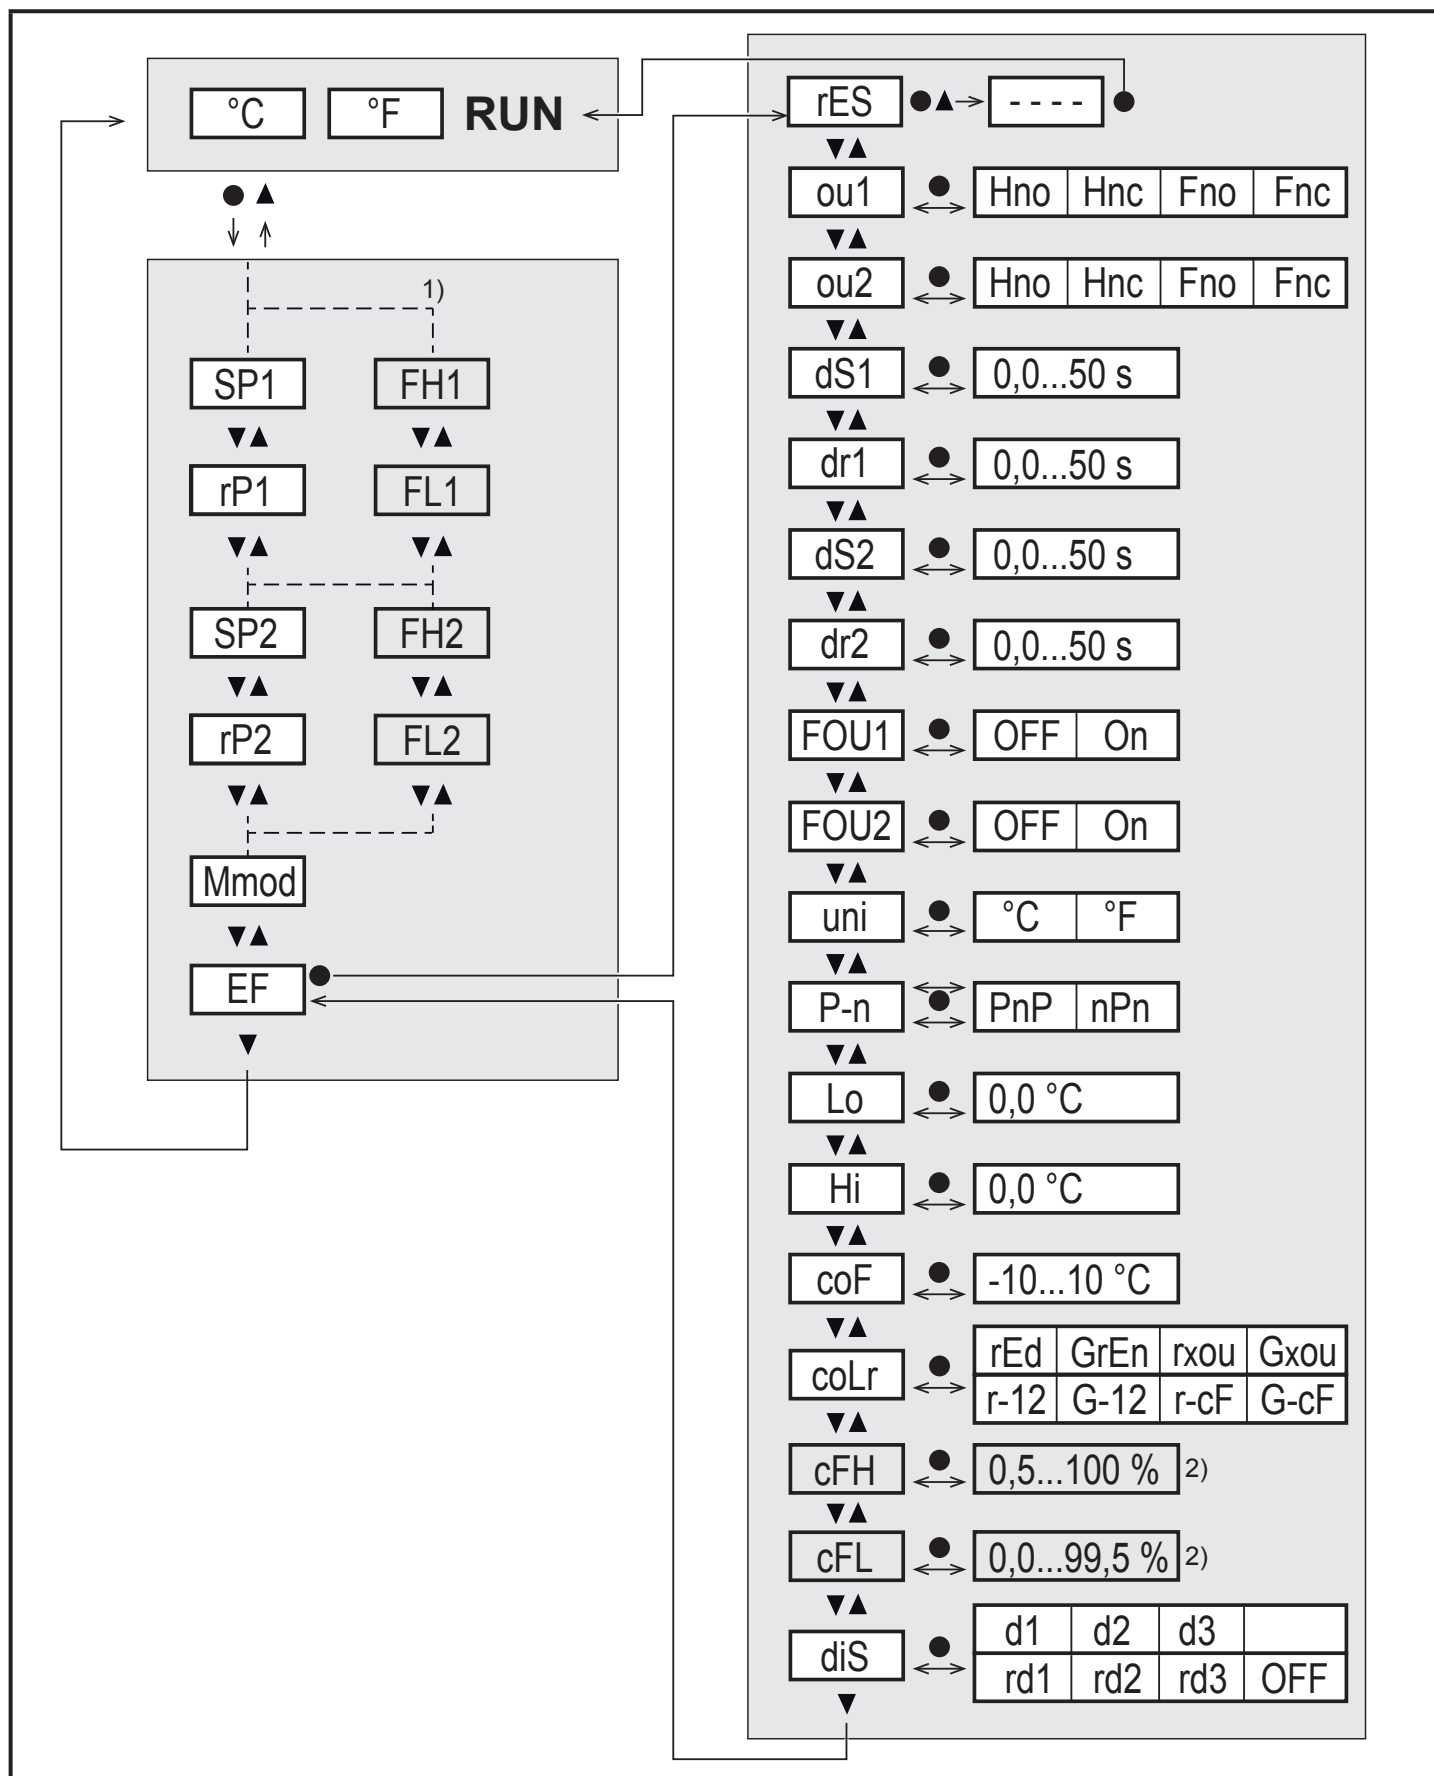 °C °F RUN
1)
SP1 FH1
rP1 FL1
SP2 FH2
rP2 FL2
Mmod
EF
rES - - - -
ou1 Hno Hnc Fno Fnc
ou2 Hno Hnc Fno Fnc
dS1 0,0...50 s
dr1 0,0...50 s
dS2 0,0...50 s
dr2 0,0...50 s
FOU1 OFF On
FOU2 OFF On
uni °C °F
P-n PnP nPn
Lo 0,0 °C
Hi 0,0 °C
coF -10...10 °C
coLr rEd GrEn rxou Gxou
r-12 G-12 r-cF G-cF
cFH 0,5...100 % 2)
cFL 0,0...99,5 % 2)
diS d1 d2 d3
rd1 rd2 rd3 OFF